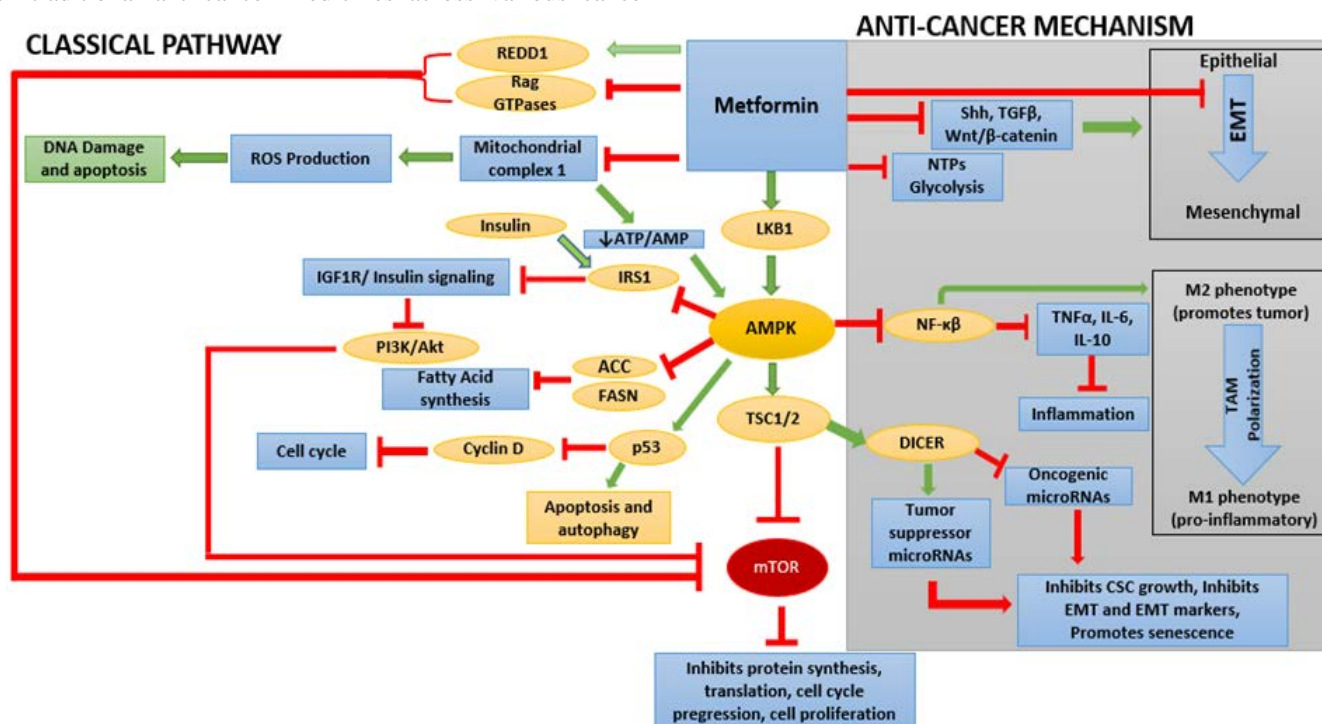 CLASSICAL PATHWAY
ANTI-CANCER MECHANISM
REDD1
Rag
GTPases
Metformin
Epithelial
EMT
Mesenchymal
Shh, TGFβ,
Wnt/β-catenin
NTPs
Glycolysis
DNA Damage
and apoptosis
ROS Production
Mitochondrial
complex 1
Insulin
↓ATP/AMP
LKB1
IGF1R/ Insulin signaling
IRS1
AMPK
NF-κβ
TNFα, IL-6,
IL-10
M2 phenotype
(promotes tumor)
PI3K/Akt
ACC
FASN
Fatty Acid
synthesis
Inflammation
TAM
Polarization
TSC1/2
DICER
Cell cycle
Cyclin D
p53
Oncogenic
microRNAs
M1 phenotype
(pro-inflammatory)
Apoptosis and
autophagy
Tumor
suppressor
microRNAs
mTOR
Inhibits CSC growth, Inhibits
EMT and EMT markers,
Promotes senescence
Inhibits protein synthesis,
translation, cell cycle
pregression, cell proliferation